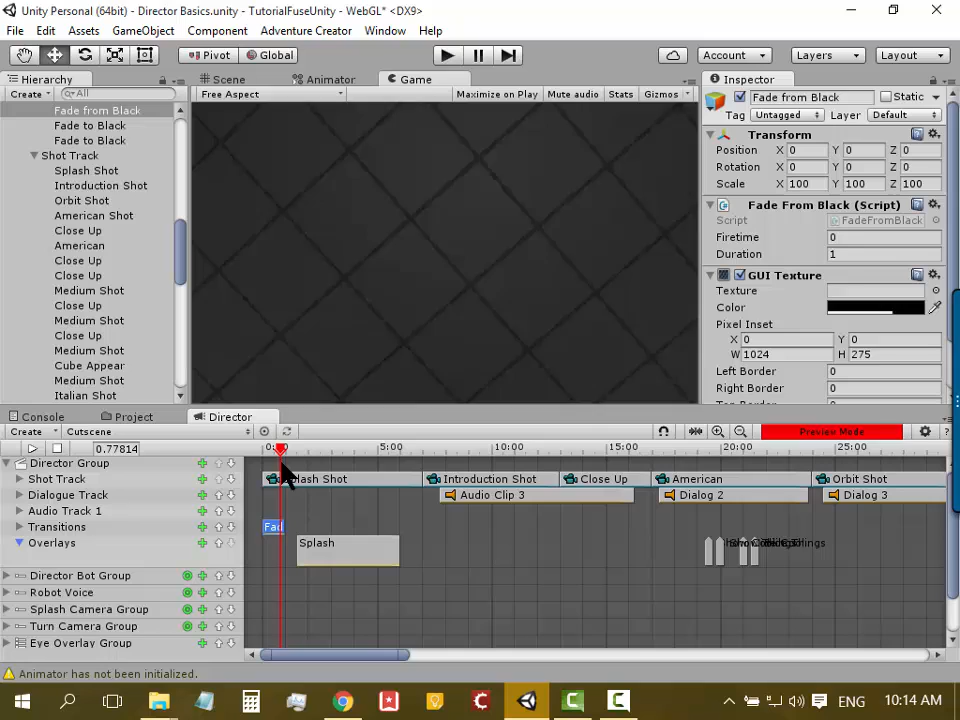 Unity Personal (64bit) - Director Basics.unity - TutorialFuseUnity - WebGL* <DX9>
File Edit Assets GameObject Component Adventure Creator Window Help
Pivot Global Account Layers Layout
Hierarchy Scene Animator Game Inspector
Create All Free Aspect Maximize on Play Mute audio Stats Gizmos Fade from Black Static
Tag Untagged Layer Default
Fade from Black
Fade to Black
Fade to Black
Shot Track
Splash Shot
Introduction Shot
Orbit Shot
American Shot
Close Up
American
Close Up
Close Up
Medium Shot
Close Up
Medium Shot
Close Up
Medium Shot
Cube Appear
Medium Shot
Italian Shot
Transform
Position X 0 Y 0 Z 0
Rotation X 0 Y 0 Z 0
Scale X 100 Y 100 Z 100
Fade From Black (Script)
Script FadeFromBlack
Firetime 0
Duration 1
GUI Texture
Texture
Color
Pixel Inset
X 0 Y 0
W 1024 H 275
Left Border 0
Right Border 0
Console Project Director
Create Cutscene Preview Mode ?
0.77814 5:00 10:00 15:00 20:00 25:00
Director Group
Shot Track Shot Introduction Shot Close Up American Orbit Shot
Dialogue Track Audio Clip 3 Dialog 2 Dialog 3
Audio Track 1
Transitions Fad
Overlays Splash
Director Bot Group
Robot Voice
Splash Camera Group
Turn Camera Group
Eye Overlay Group
Animator has not been initialized.
ENG 10:14 AM